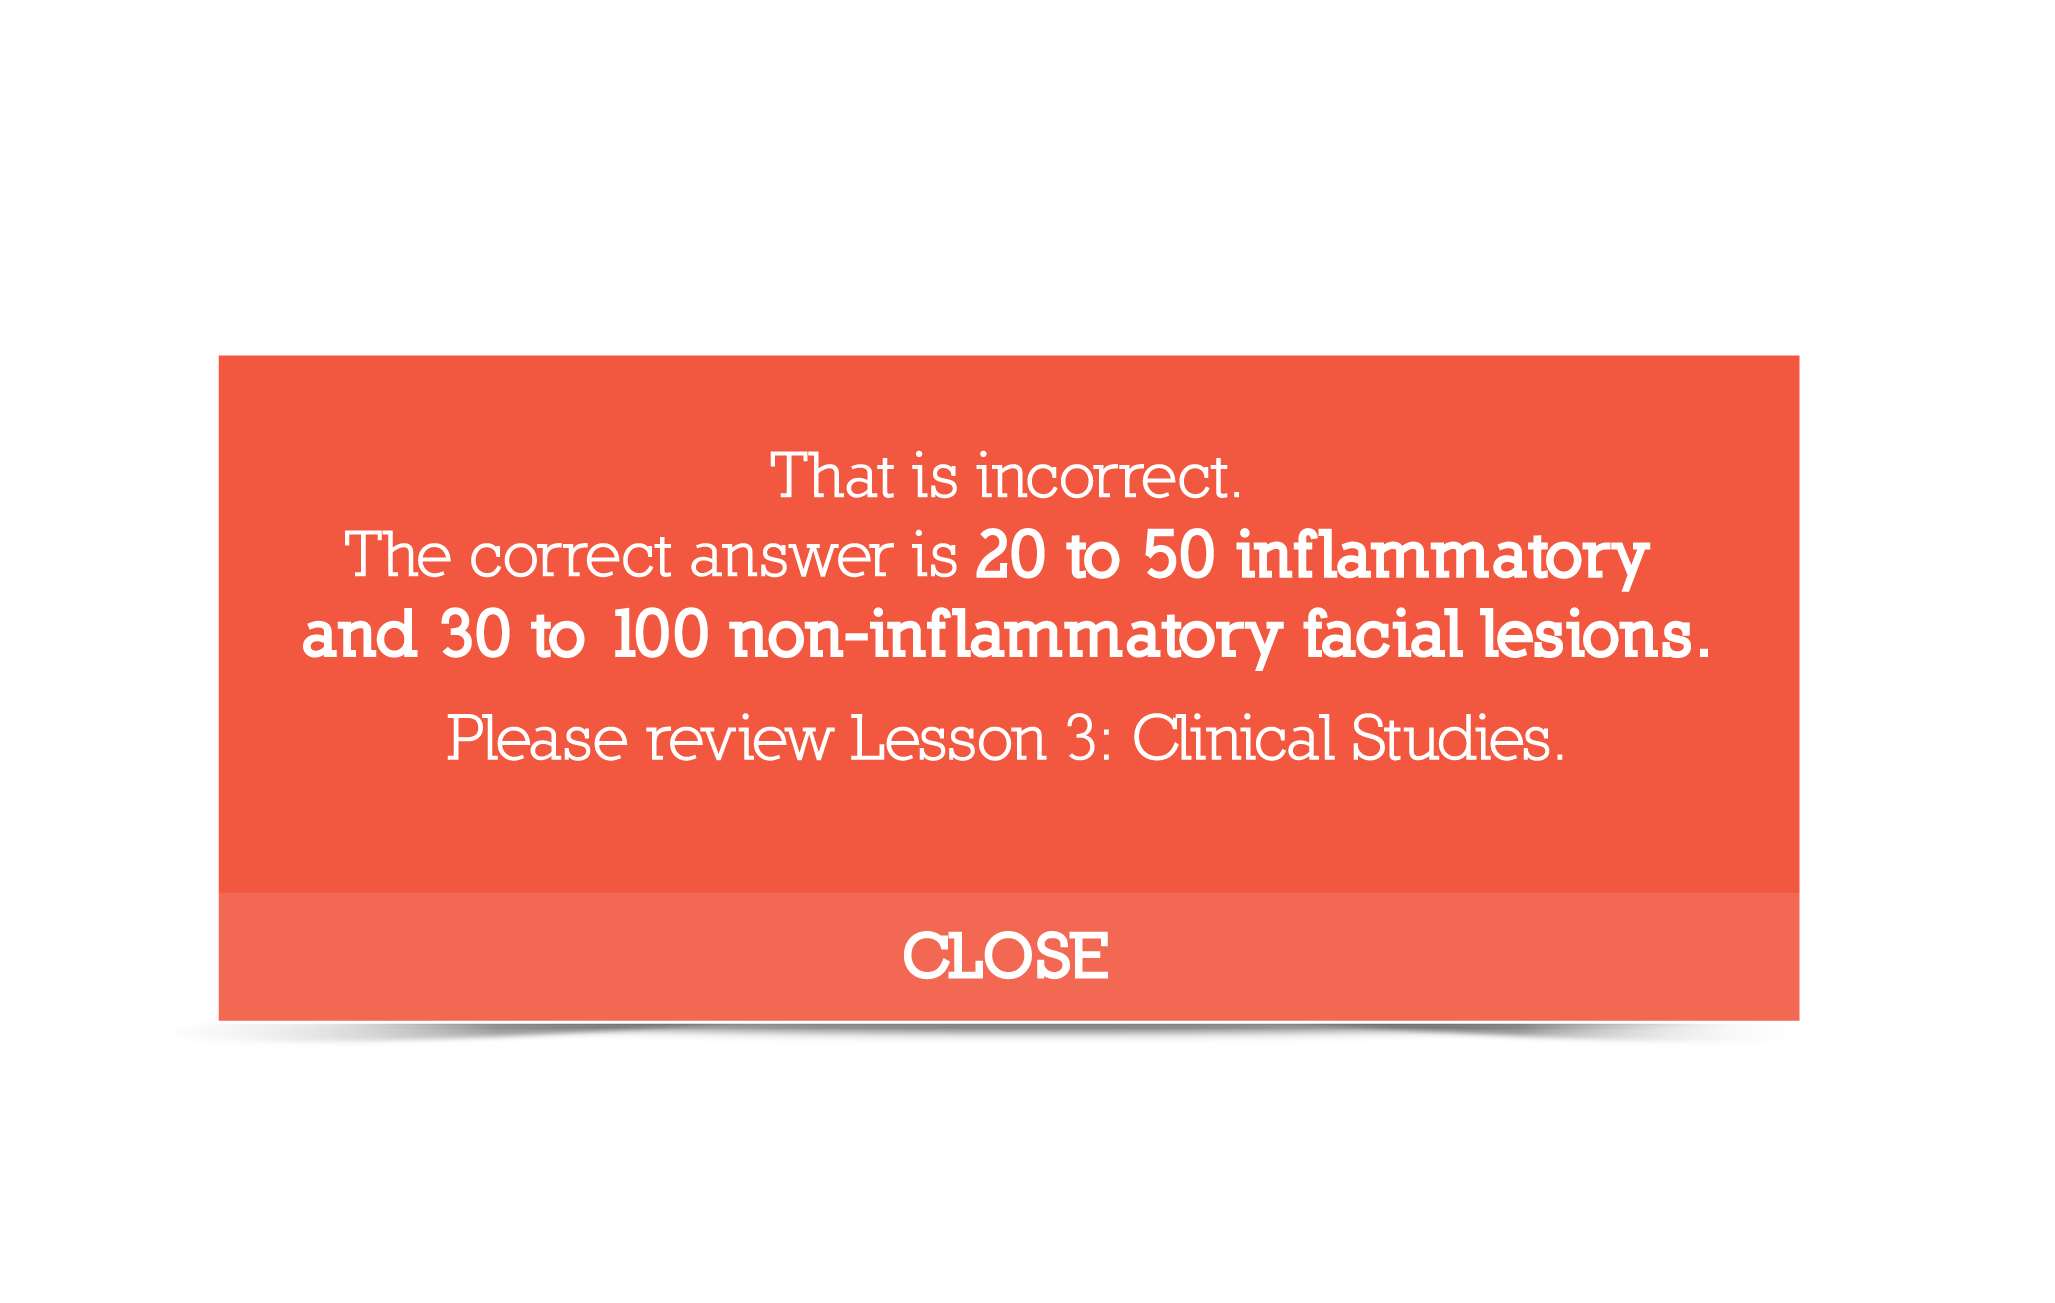 That is incorrect.
The correct answer is 20 to 50 inflammatory
and 30 to 100 non-inflammatory facial lesions.
Please review Lesson 3: Clinical Studies.
CLOSE